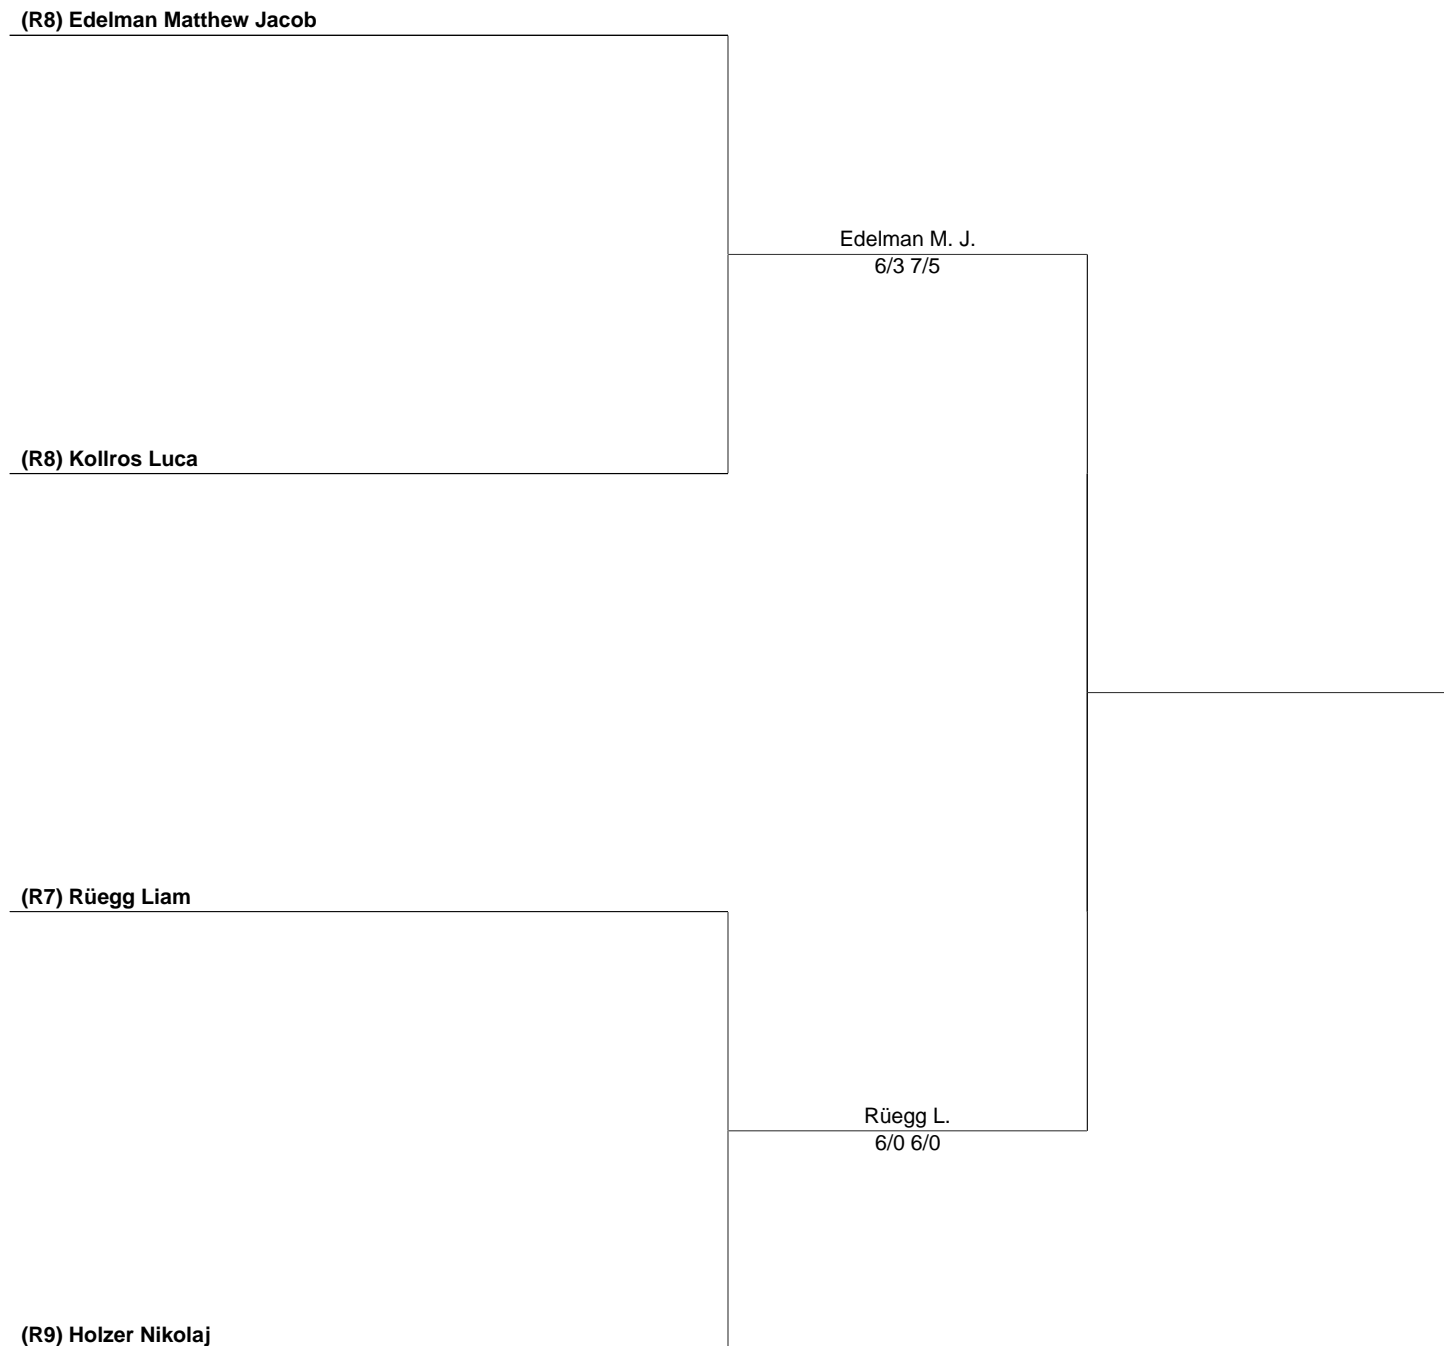 (R8) Edelman Matthew Jacob
Edelman M. J.
6/3 7/5
(R8) Kollros Luca
(R7) Rüegg Liam
Rüegg L.
6/0 6/0
(R9) Holzer Nikolaj